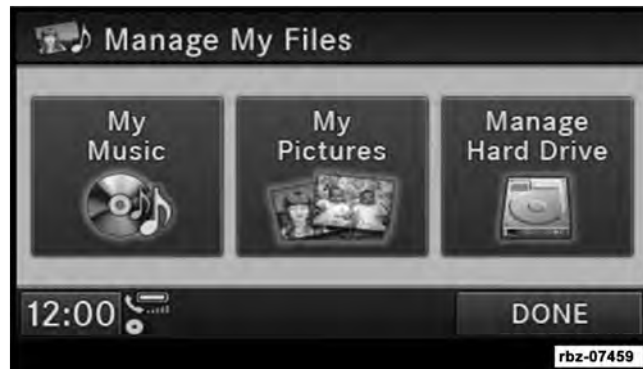 Manage My Files
My
Music
My
Pictures
Manage
Hard Drive
12:00
DONE
rbz-07459